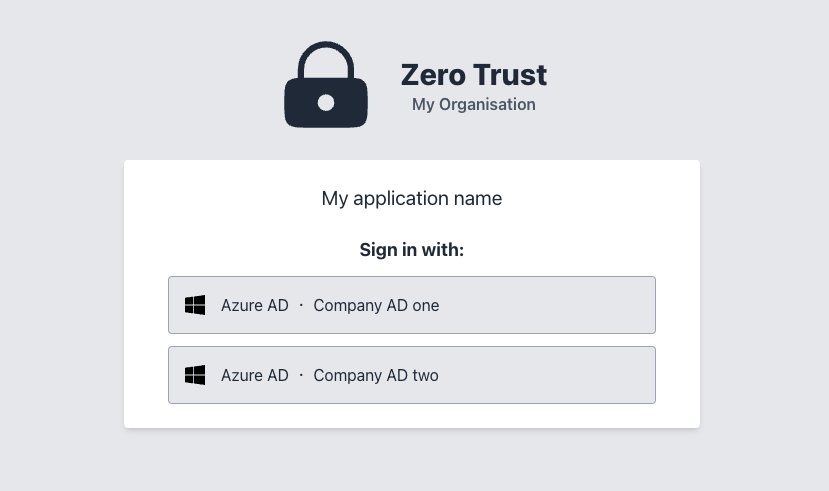 Zero Trust
My Organisation
My application name
Sign in with:
Azure AD · Company AD one
Azure AD · Company AD two